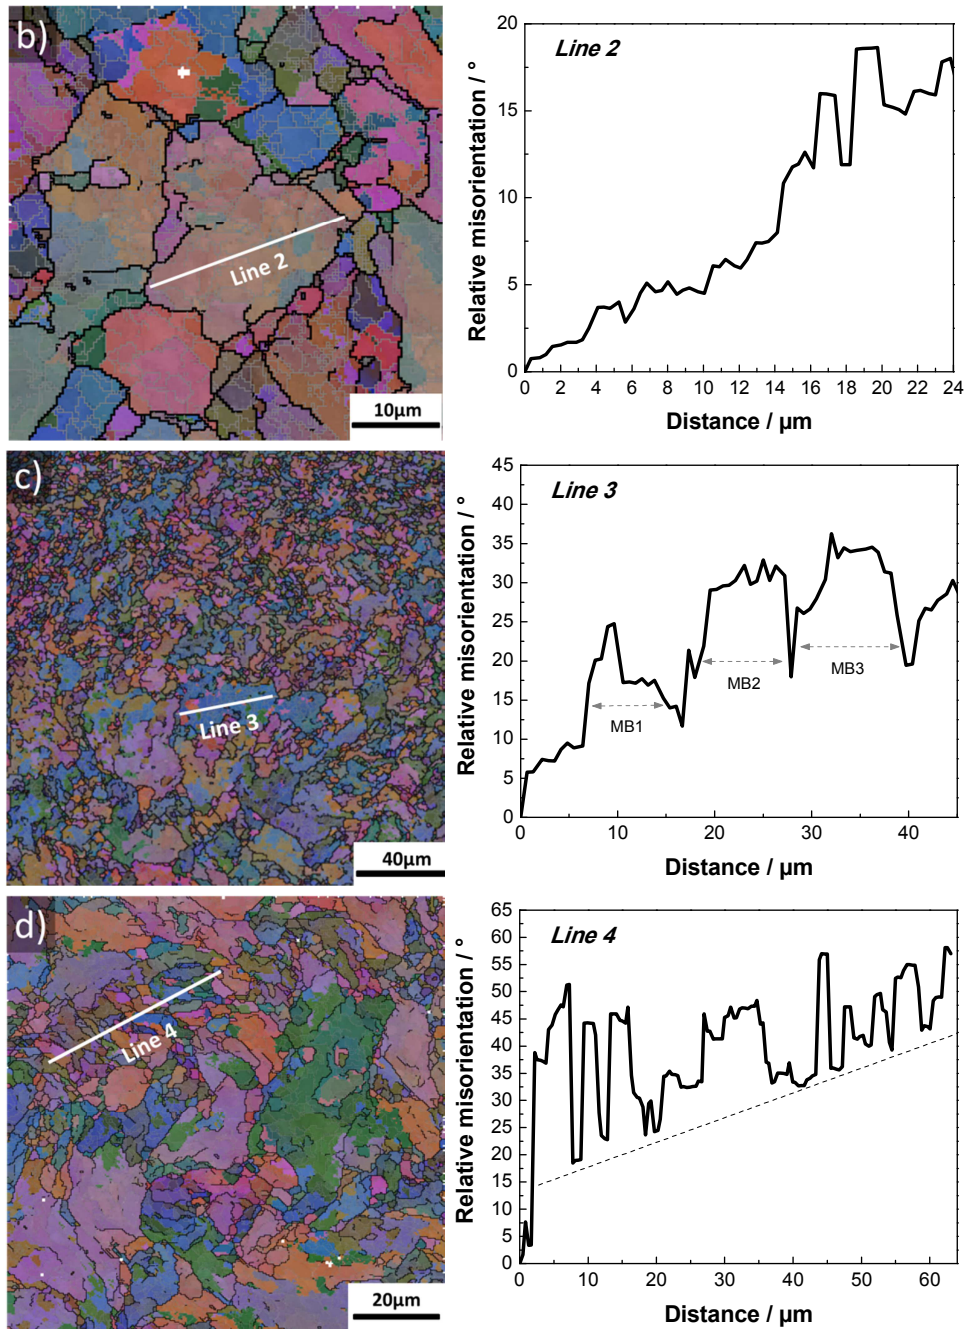 b)
Line 2
10μm
Line 2
Relative misorientation / °
20
15
10
5
0
0 2 4 6 8 10 12 14 16 18 20 22 24
Distance / μm
c)
Line 3
40μm
Line 3
Relative misorientation / °
45
40
35
30
25
20
15
10
5
0
MB1
MB2
MB3
0 10 20 30 40
Distance / μm
d)
Line 4
20μm
Line 4
Relative misorientation / °
65
60
55
50
45
40
35
30
25
20
15
10
5
0
0 10 20 30 40 50 60
Distance / μm